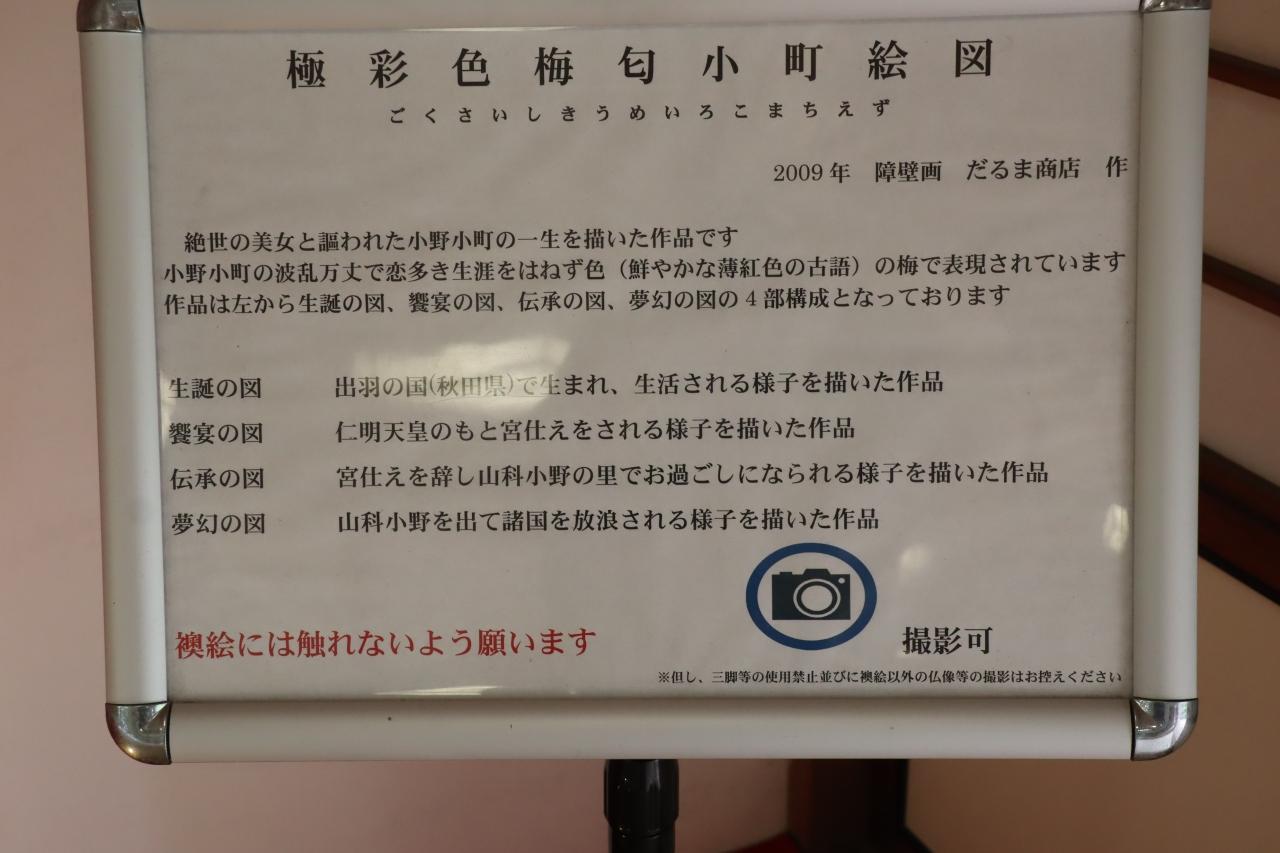 極彩色梅匂小町絵図
ごくさいしきうめいろこまちえず
2009年　障壁画　だるま商店　作
絶世の美女と謳われた小野小町の一生を描いた作品です
小野小町の波乱万丈で恋多き生涯をはねず色（鮮やかな薄紅色の古語）の梅で表現されています
作品は左から生誕の図、饗宴の図、伝承の図、夢幻の図の４部構成となっております
生誕の図　出羽の国(秋田県)で生まれ、生活される様子を描いた作品
饗宴の図　仁明天皇のもと宮仕えをされる様子を描いた作品
伝承の図　宮仕えを辞し山科小野の里でお過ごしになられる様子を描いた作品
夢幻の図　山科小野を出て諸国を放浪される様子を描いた作品
襖絵には触れないよう願います
撮影可
※但し、三脚等の使用禁止並びに襖絵以外の仏像等の撮影はお控えください